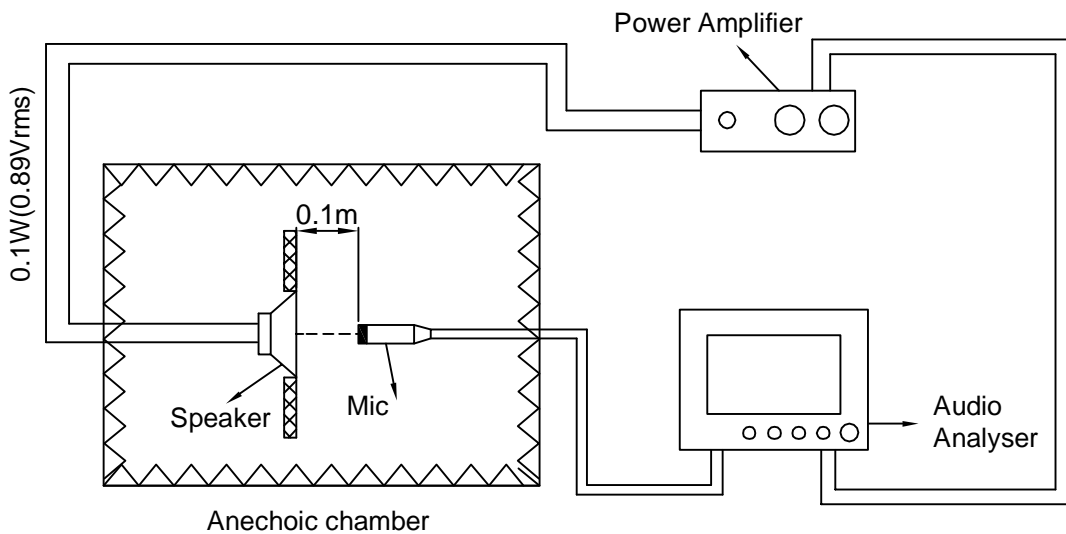 Power Amplifier
0.1W(0.89Vrms)
0.1m
Speaker
Mic
Audio
Analyser
Anechoic chamber